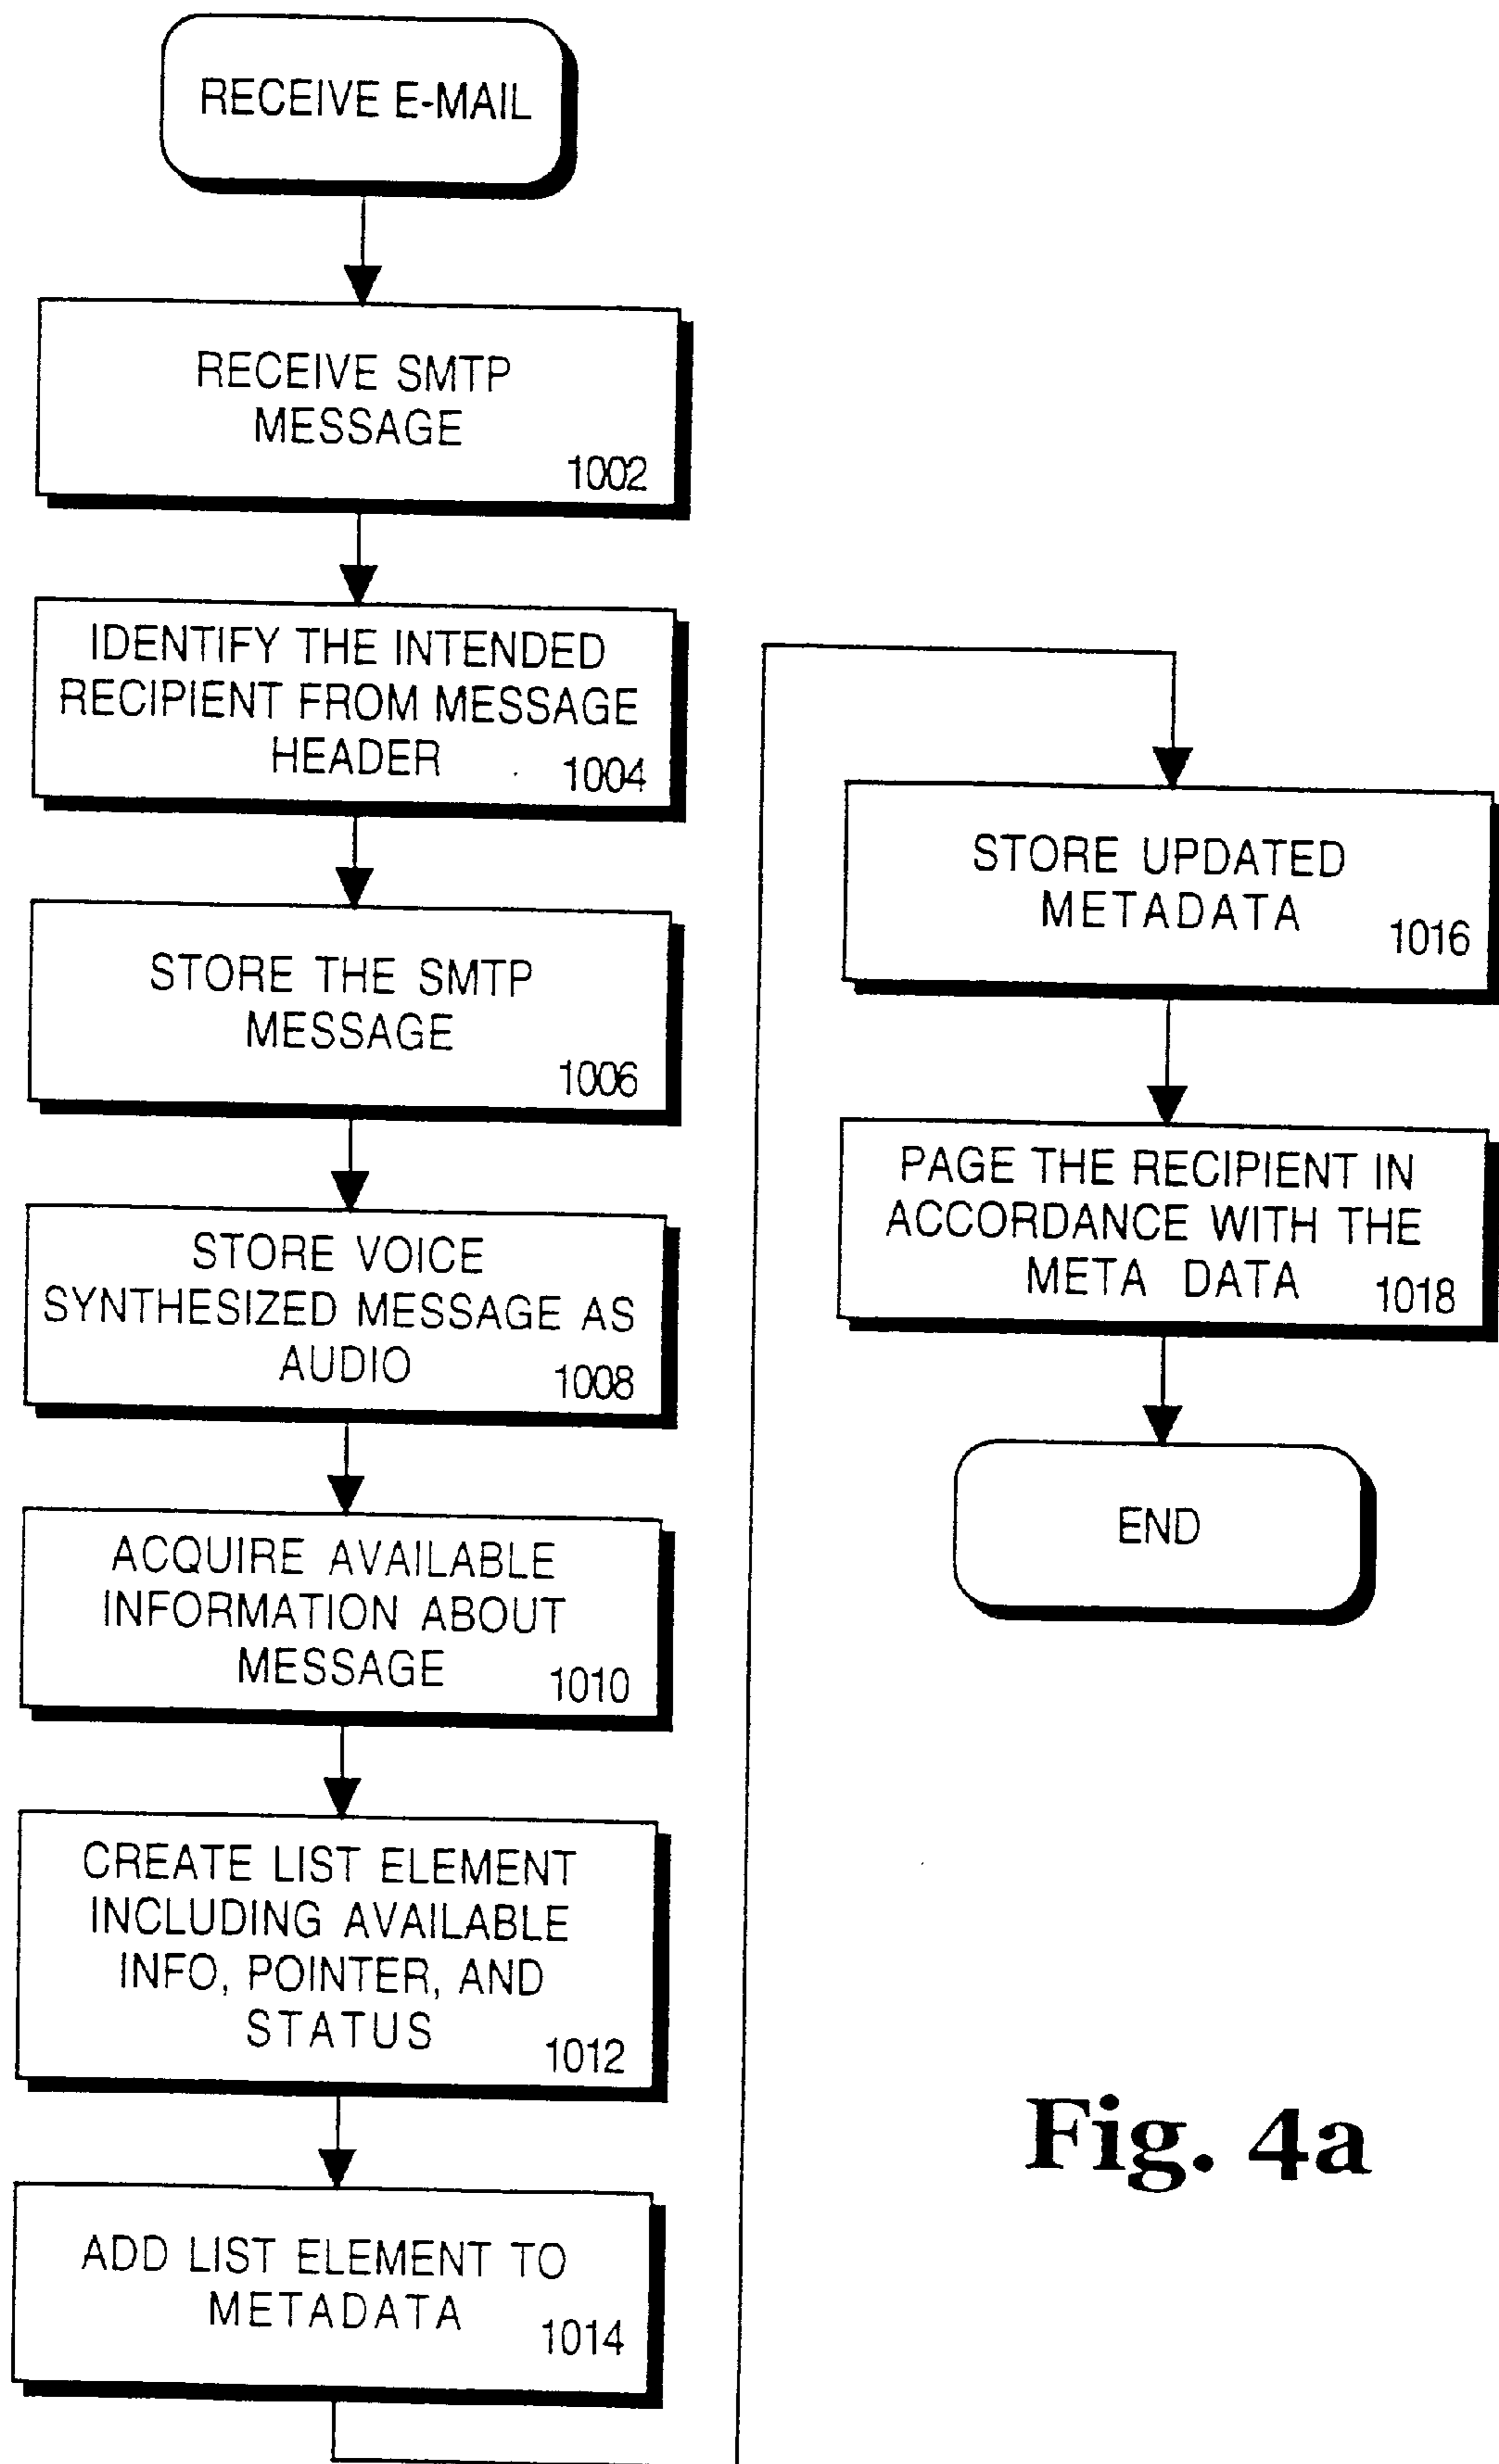 RECEIVE E-MAIL
RECEIVE SMTP
MESSAGE
1002
IDENTIFY THE INTENDED
RECIPIENT FROM MESSAGE
HEADER
1004
STORE THE SMTP
MESSAGE
1006
STORE VOICE
SYNTHESIZED MESSAGE AS
AUDIO
1008
ACQUIRE AVAILABLE
INFORMATION ABOUT
MESSAGE
1010
CREATE LIST ELEMENT
INCLUDING AVAILABLE
INFO, POINTER, AND
STATUS
1012
ADD LIST ELEMENT TO
METADATA
1014
STORE UPDATED
METADATA
1016
PAGE THE RECIPIENT IN
ACCORDANCE WITH THE
META DATA
1018
END
Fig. 4a